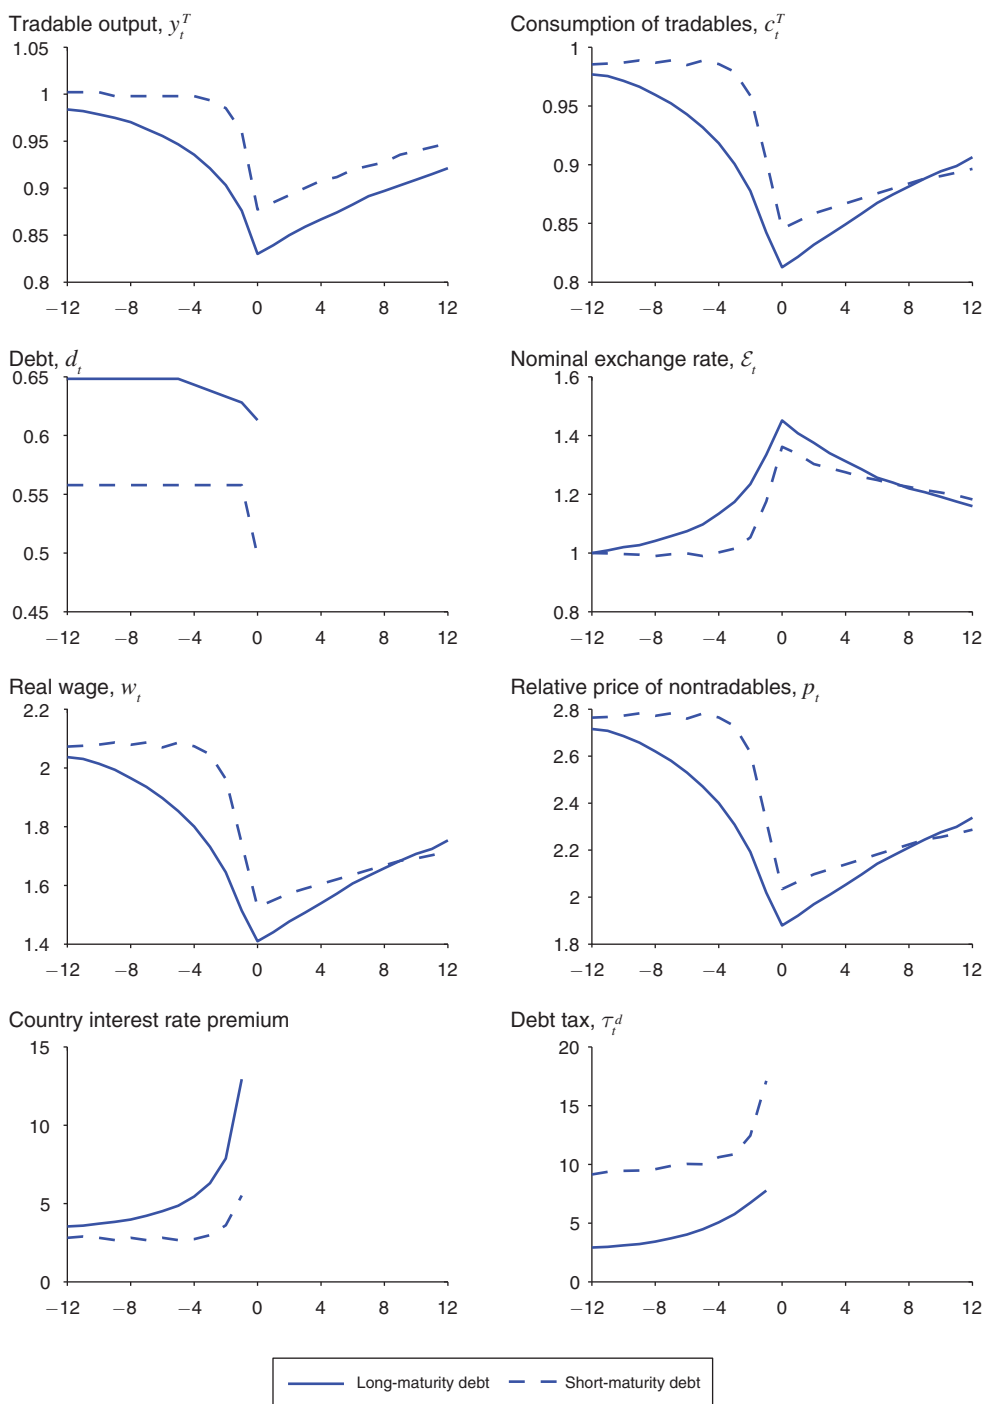 Tradable output, y_t^T
1.05
1
0.95
0.9
0.85
0.8
−12 −8 −4 0 4 8 12
Consumption of tradables, c_t^T
1
0.95
0.9
0.85
0.8
−12 −8 −4 0 4 8 12
Debt, d_t
0.65
0.6
0.55
0.5
0.45
−12 −8 −4 0 4 8 12
Nominal exchange rate, ℰ_t
1.6
1.4
1.2
1
0.8
−12 −8 −4 0 4 8 12
Real wage, w_t
2.2
2
1.8
1.6
1.4
−12 −8 −4 0 4 8 12
Relative price of nontradables, p_t
2.8
2.6
2.4
2.2
2
1.8
−12 −8 −4 0 4 8 12
Country interest rate premium
15
10
5
0
−12 −8 −4 0 4 8 12
Debt tax, τ_t^d
20
15
10
5
0
−12 −8 −4 0 4 8 12
Long-maturity debt Short-maturity debt